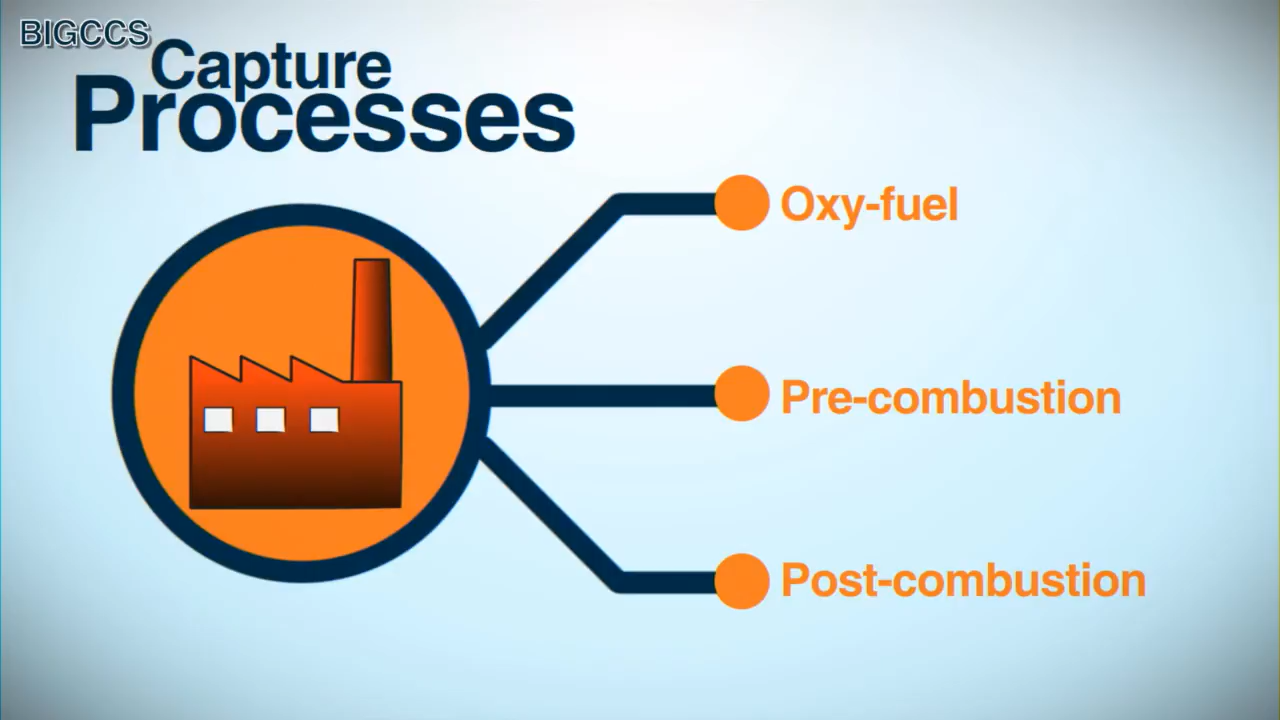 BIGCCS
Capture
Processes
Oxy-fuel
Pre-combustion
Post-combustion